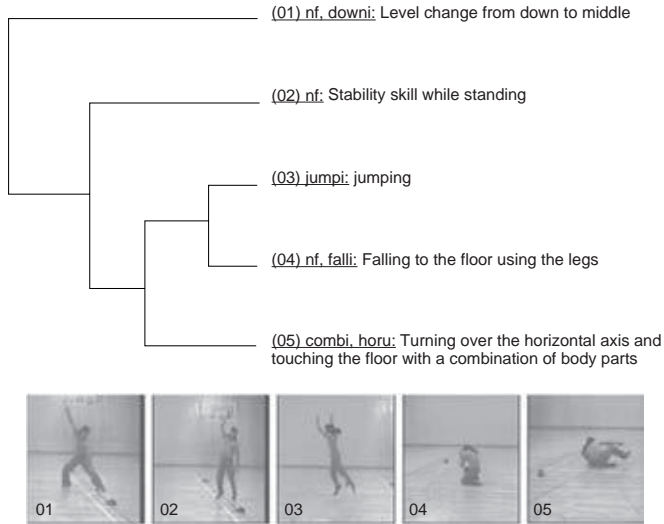 (01) nf, downi: Level change from down to middle
(02) nf: Stability skill while standing
(03) jumpi: jumping
(04) nf, falli: Falling to the floor using the legs
(05) combi, horu: Turning over the horizontal axis and
touching the floor with a combination of body parts
01 02 03 04 05